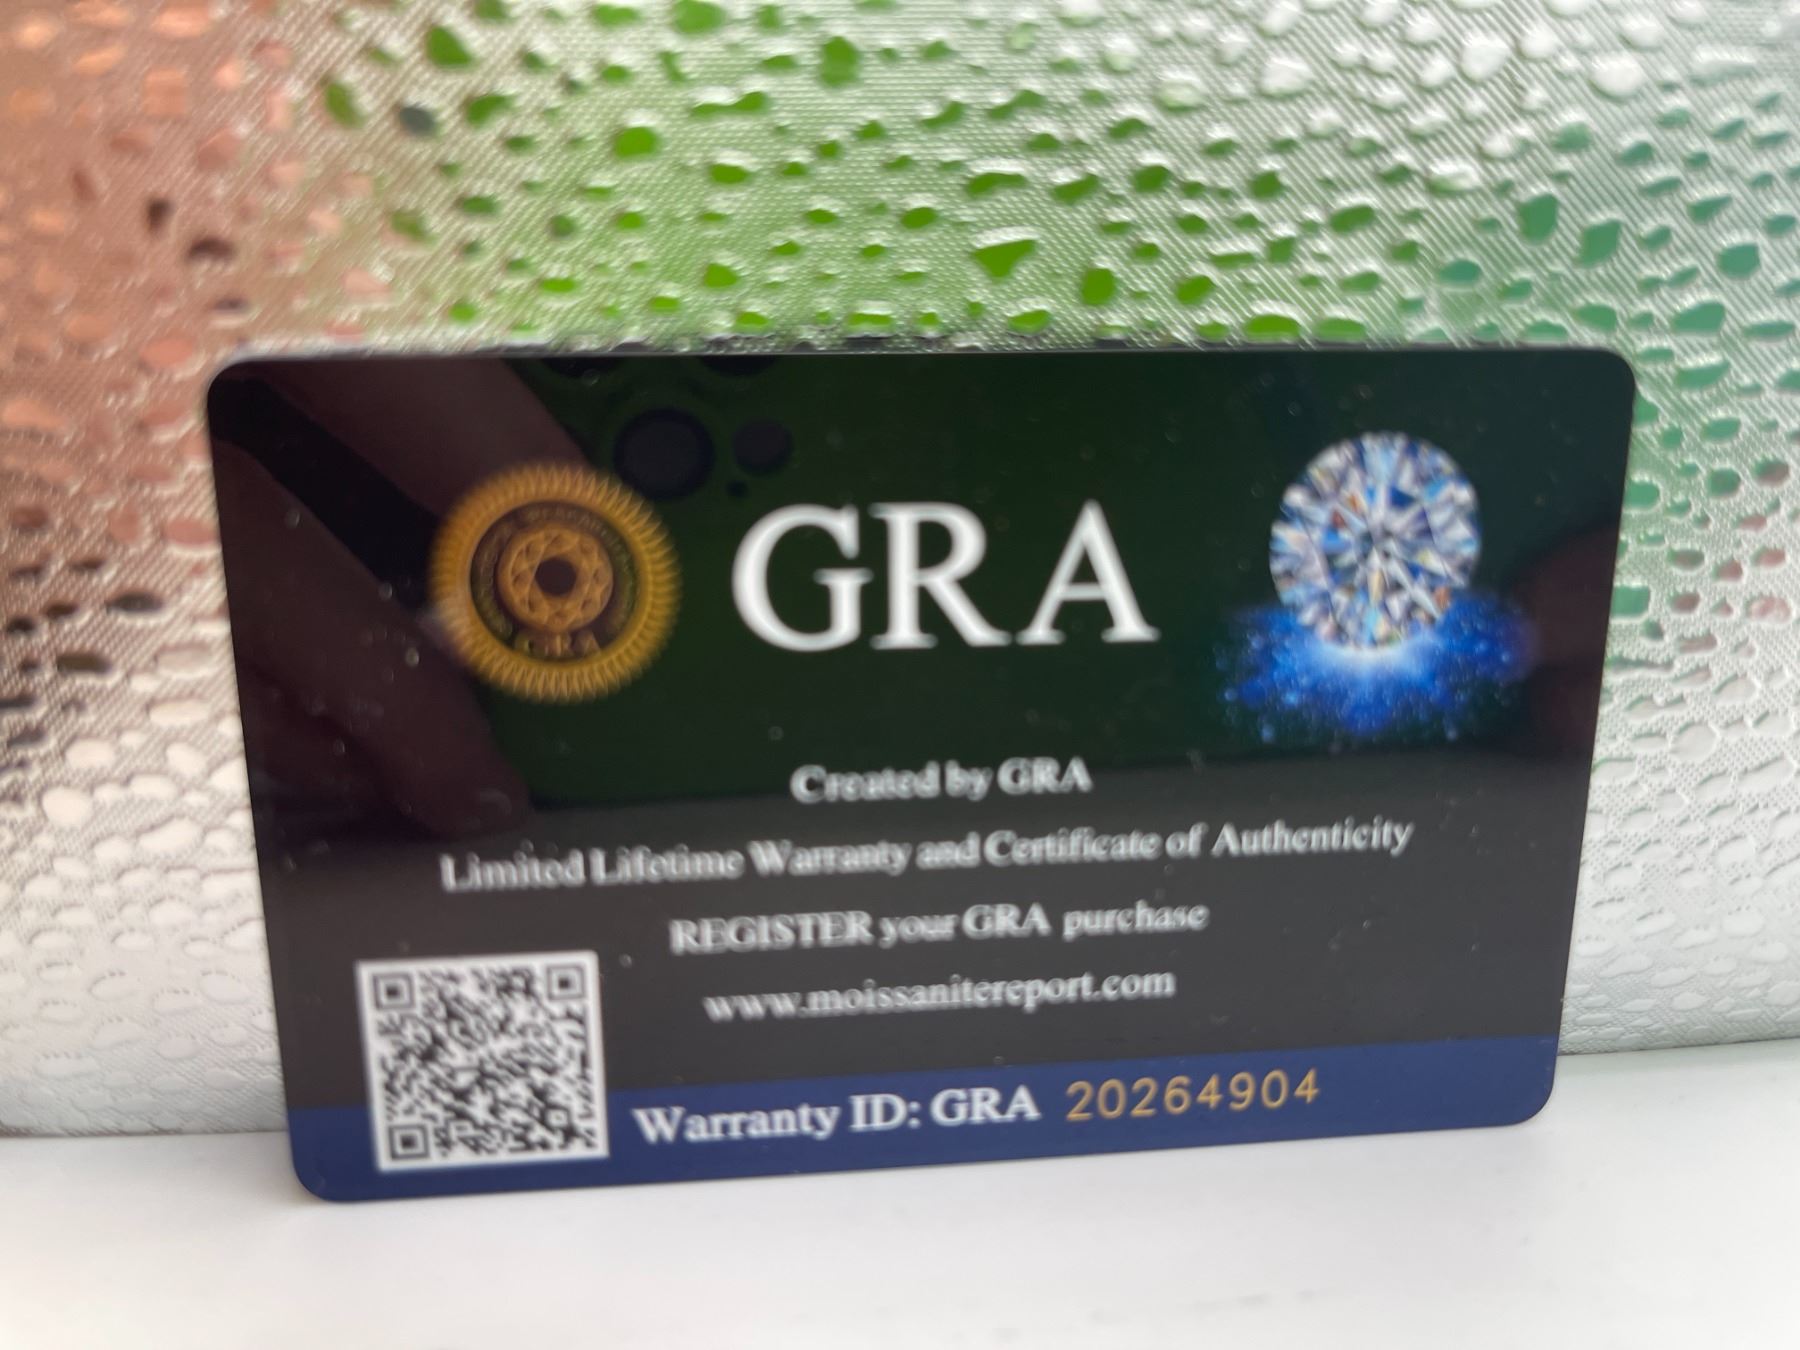 GRA
Created by GRA
Limited Lifetime Warranty and Certificate of Authenticity
REGISTER your GRA purchase
www.moissanitereport.com
Warranty ID: GRA 20264904